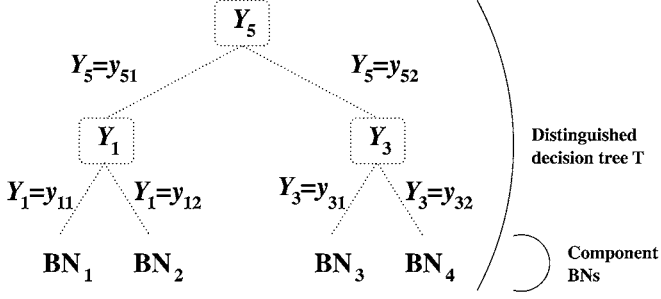 Y₅
Y₅=y₅₁ Y₅=y₅₂
Y₁ Y₃
Distinguished
decision tree T
Y₁=y₁₁ Y₁=y₁₂ Y₃=y₃₁ Y₃=y₃₂
BN₁ BN₂ BN₃ BN₄
Component
BNs